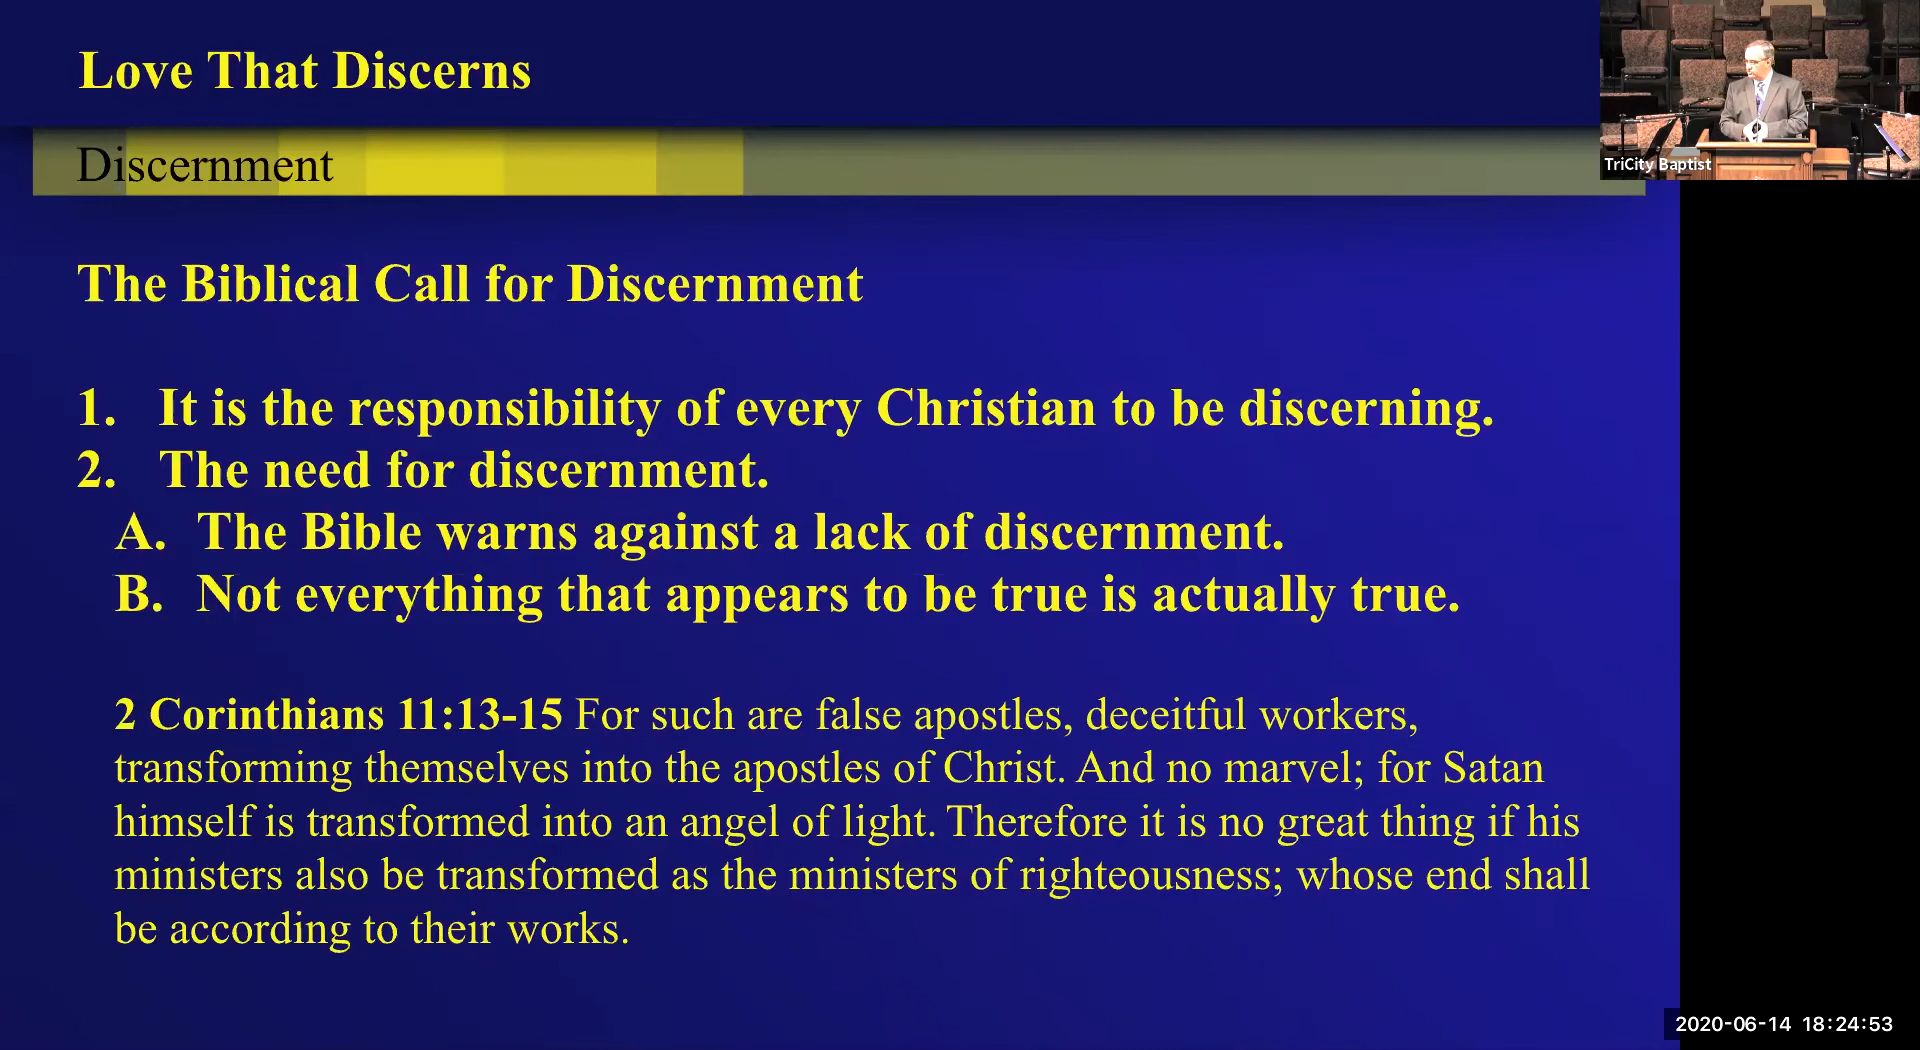 Love That Discerns
Discernment
TriCity Baptist
The Biblical Call for Discernment
1. It is the responsibility of every Christian to be discerning.
2. The need for discernment.
A. The Bible warns against a lack of discernment.
B. Not everything that appears to be true is actually true.
2 Corinthians 11:13-15 For such are false apostles, deceitful workers,
transforming themselves into the apostles of Christ. And no marvel; for Satan
himself is transformed into an angel of light. Therefore it is no great thing if his
ministers also be transformed as the ministers of righteousness; whose end shall
be according to their works.
2020-06-14 18:24:53